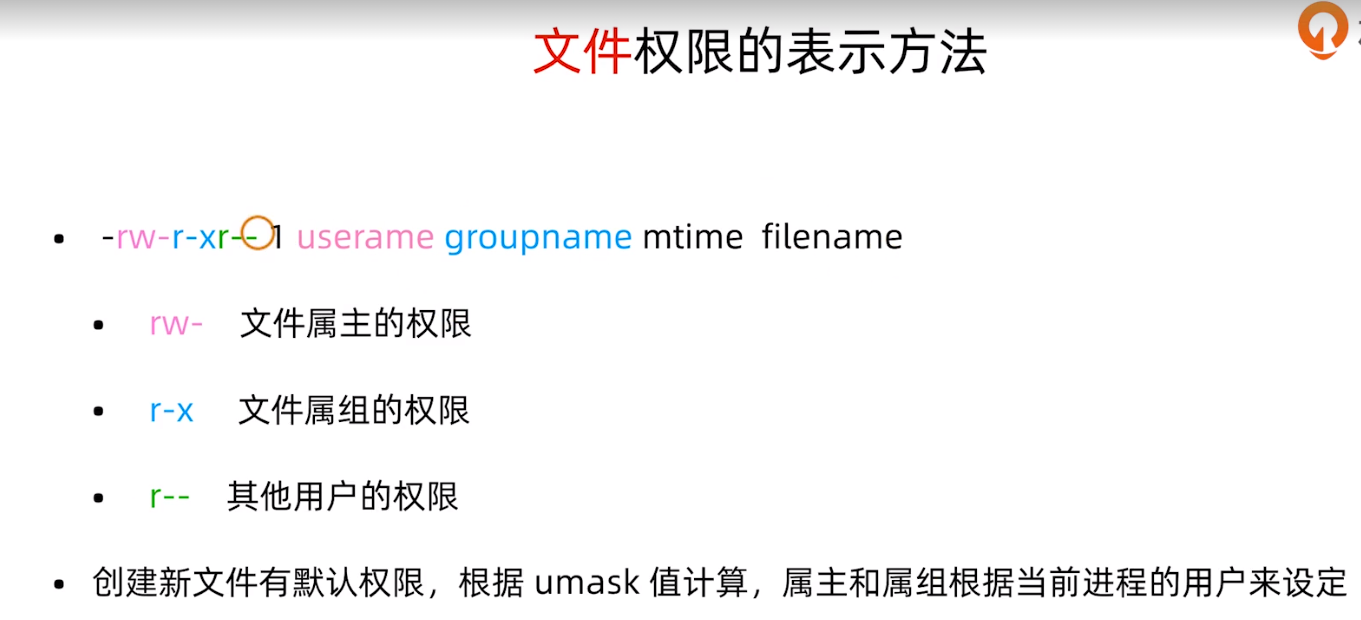 文件权限的表示方法
• -rw-r-xr-- 1 userame groupname mtime filename
• rw- 文件属主的权限
• r-x 文件属组的权限
• r-- 其他用户的权限
• 创建新文件有默认权限，根据 umask 值计算，属主和属组根据当前进程的用户来设定